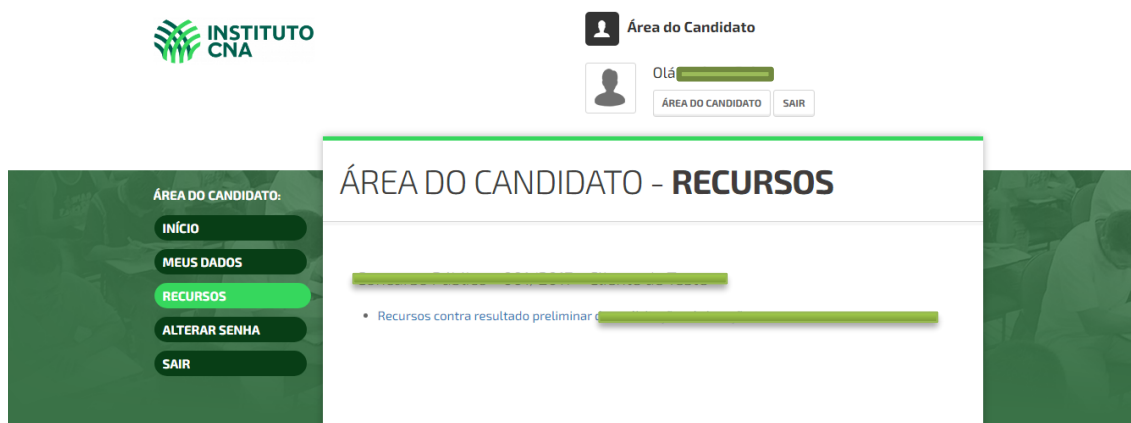 INSTITUTO
CNA
Área do Candidato
Olá
ÁREA DO CANDIDATO
SAIR
ÁREA DO CANDIDATO - RECURSOS
ÁREA DO CANDIDATO:
INÍCIO
MEUS DADOS
RECURSOS
ALTERAR SENHA
SAIR
Recursos contra resultado preliminar